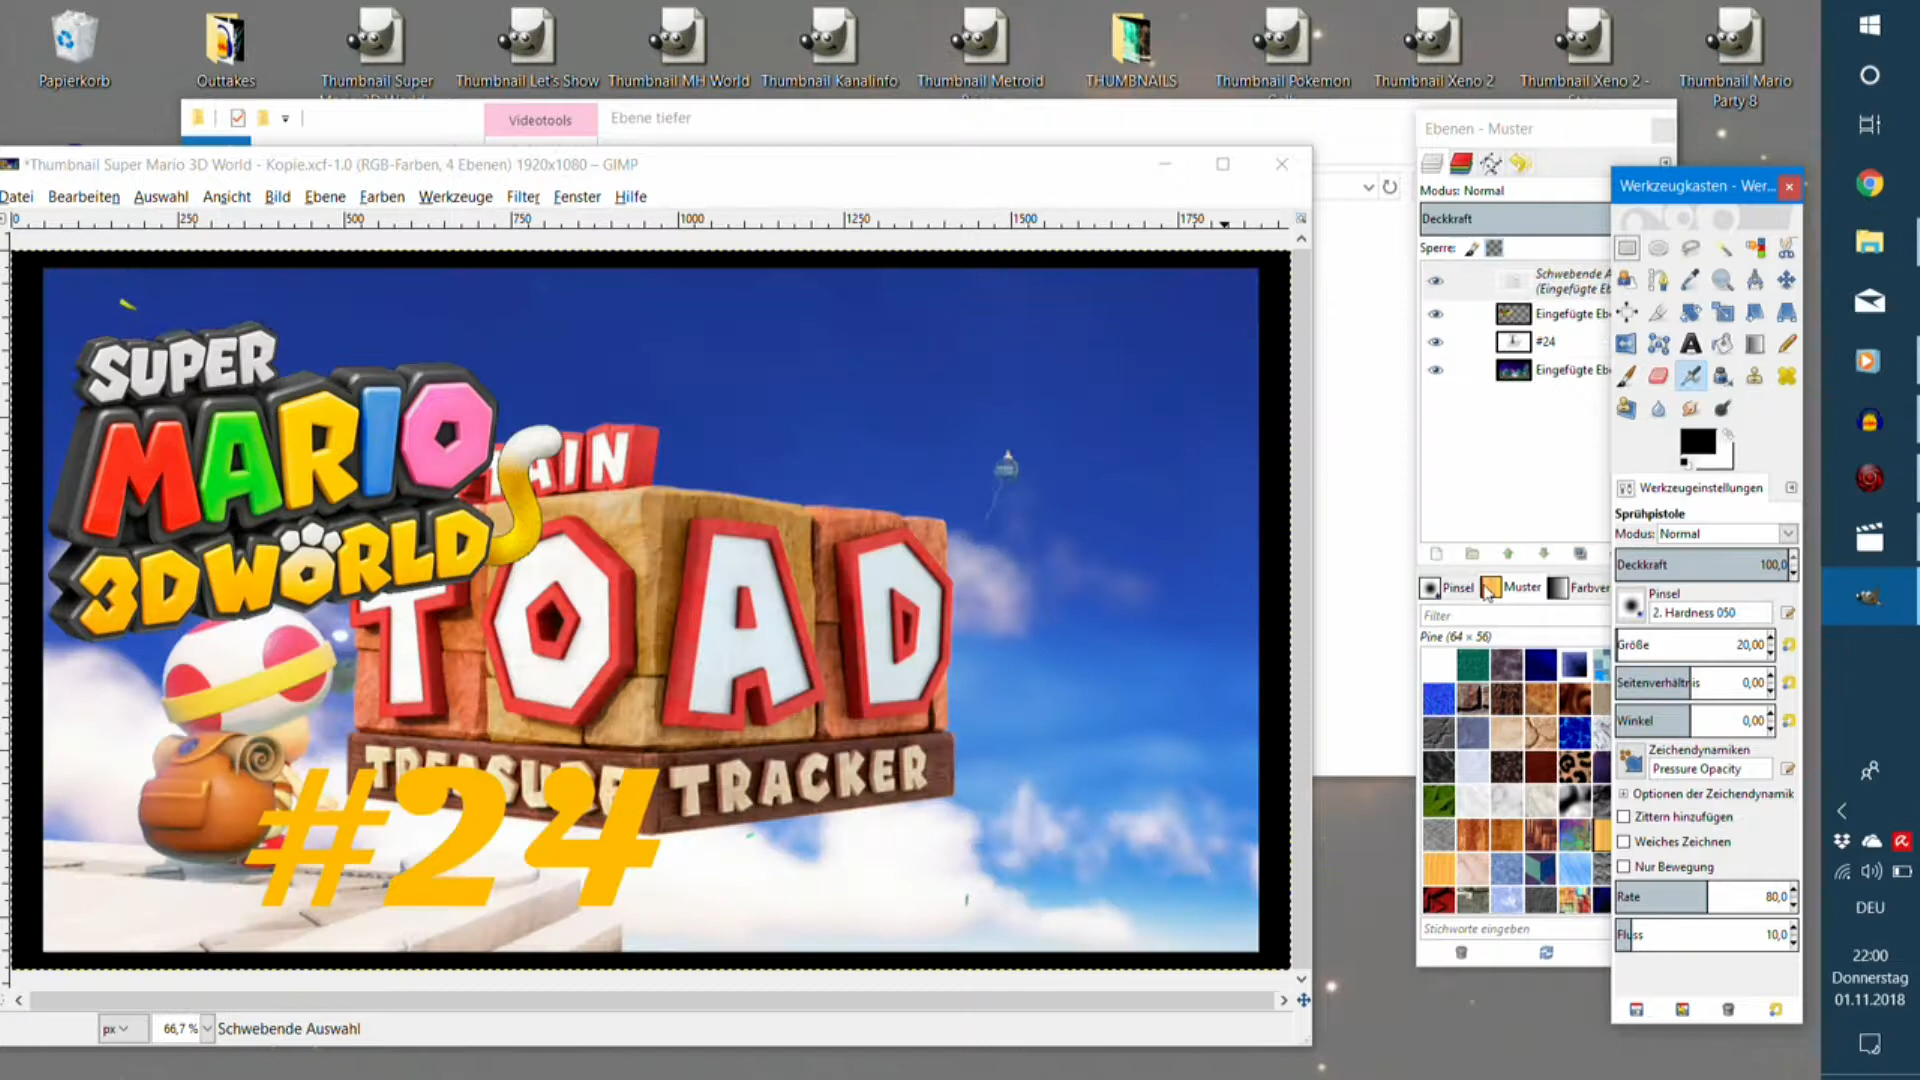 Papierkorb
Outtakes
Thumbnail Super
Thumbnail Let's Show
Thumbnail MH World
Thumbnail Kanalinfo
Thumbnail Metroid
THUMBNAILS
Thumbnail Pokemon
Thumbnail Xeno 2
Thumbnail Xeno 2 -
Thumbnail Mario
Party 8
Videotools
Ebene tiefer
*Thumbnail Super Mario 3D World - Kopie.xcf-1.0 (RGB-Farben, 4 Ebenen) 1920x1080 – GIMP
Datei Bearbeiten Auswahl Ansicht Bild Ebene Farben Werkzeuge Filter Fenster Hilfe
0 250 500 750 1000 1250 1500 1750
SUPER
MARIO
3D WORLD
AIN
TOAD
TREASURE TRACKER
#24
px
66,7 %
Schwebende Auswahl
Ebenen - Muster
Modus: Normal
Deckkraft
Sperre:
Schwebende A
(Eingefügte Eb
Eingefügte Eb
#24
Eingefügte Eb
Pinsel
Muster
Farbver
Filter
Pine (64 × 56)
Stichworte eingeben
Werkzeugkasten - Wer...
Werkzeugeinstellungen
Sprühpistole
Modus: Normal
Deckkraft 100,0
Pinsel
2. Hardness 050
Größe 20,00
Seitenverhältnis 0,00
Winkel 0,00
Zeichendynamiken
Pressure Opacity
Optionen der Zeichendynamik
Zittern hinzufügen
Weiches Zeichnen
Nur Bewegung
Rate 80,0
Fluss 10,0
DEU
22:00
Donnerstag
01.11.2018